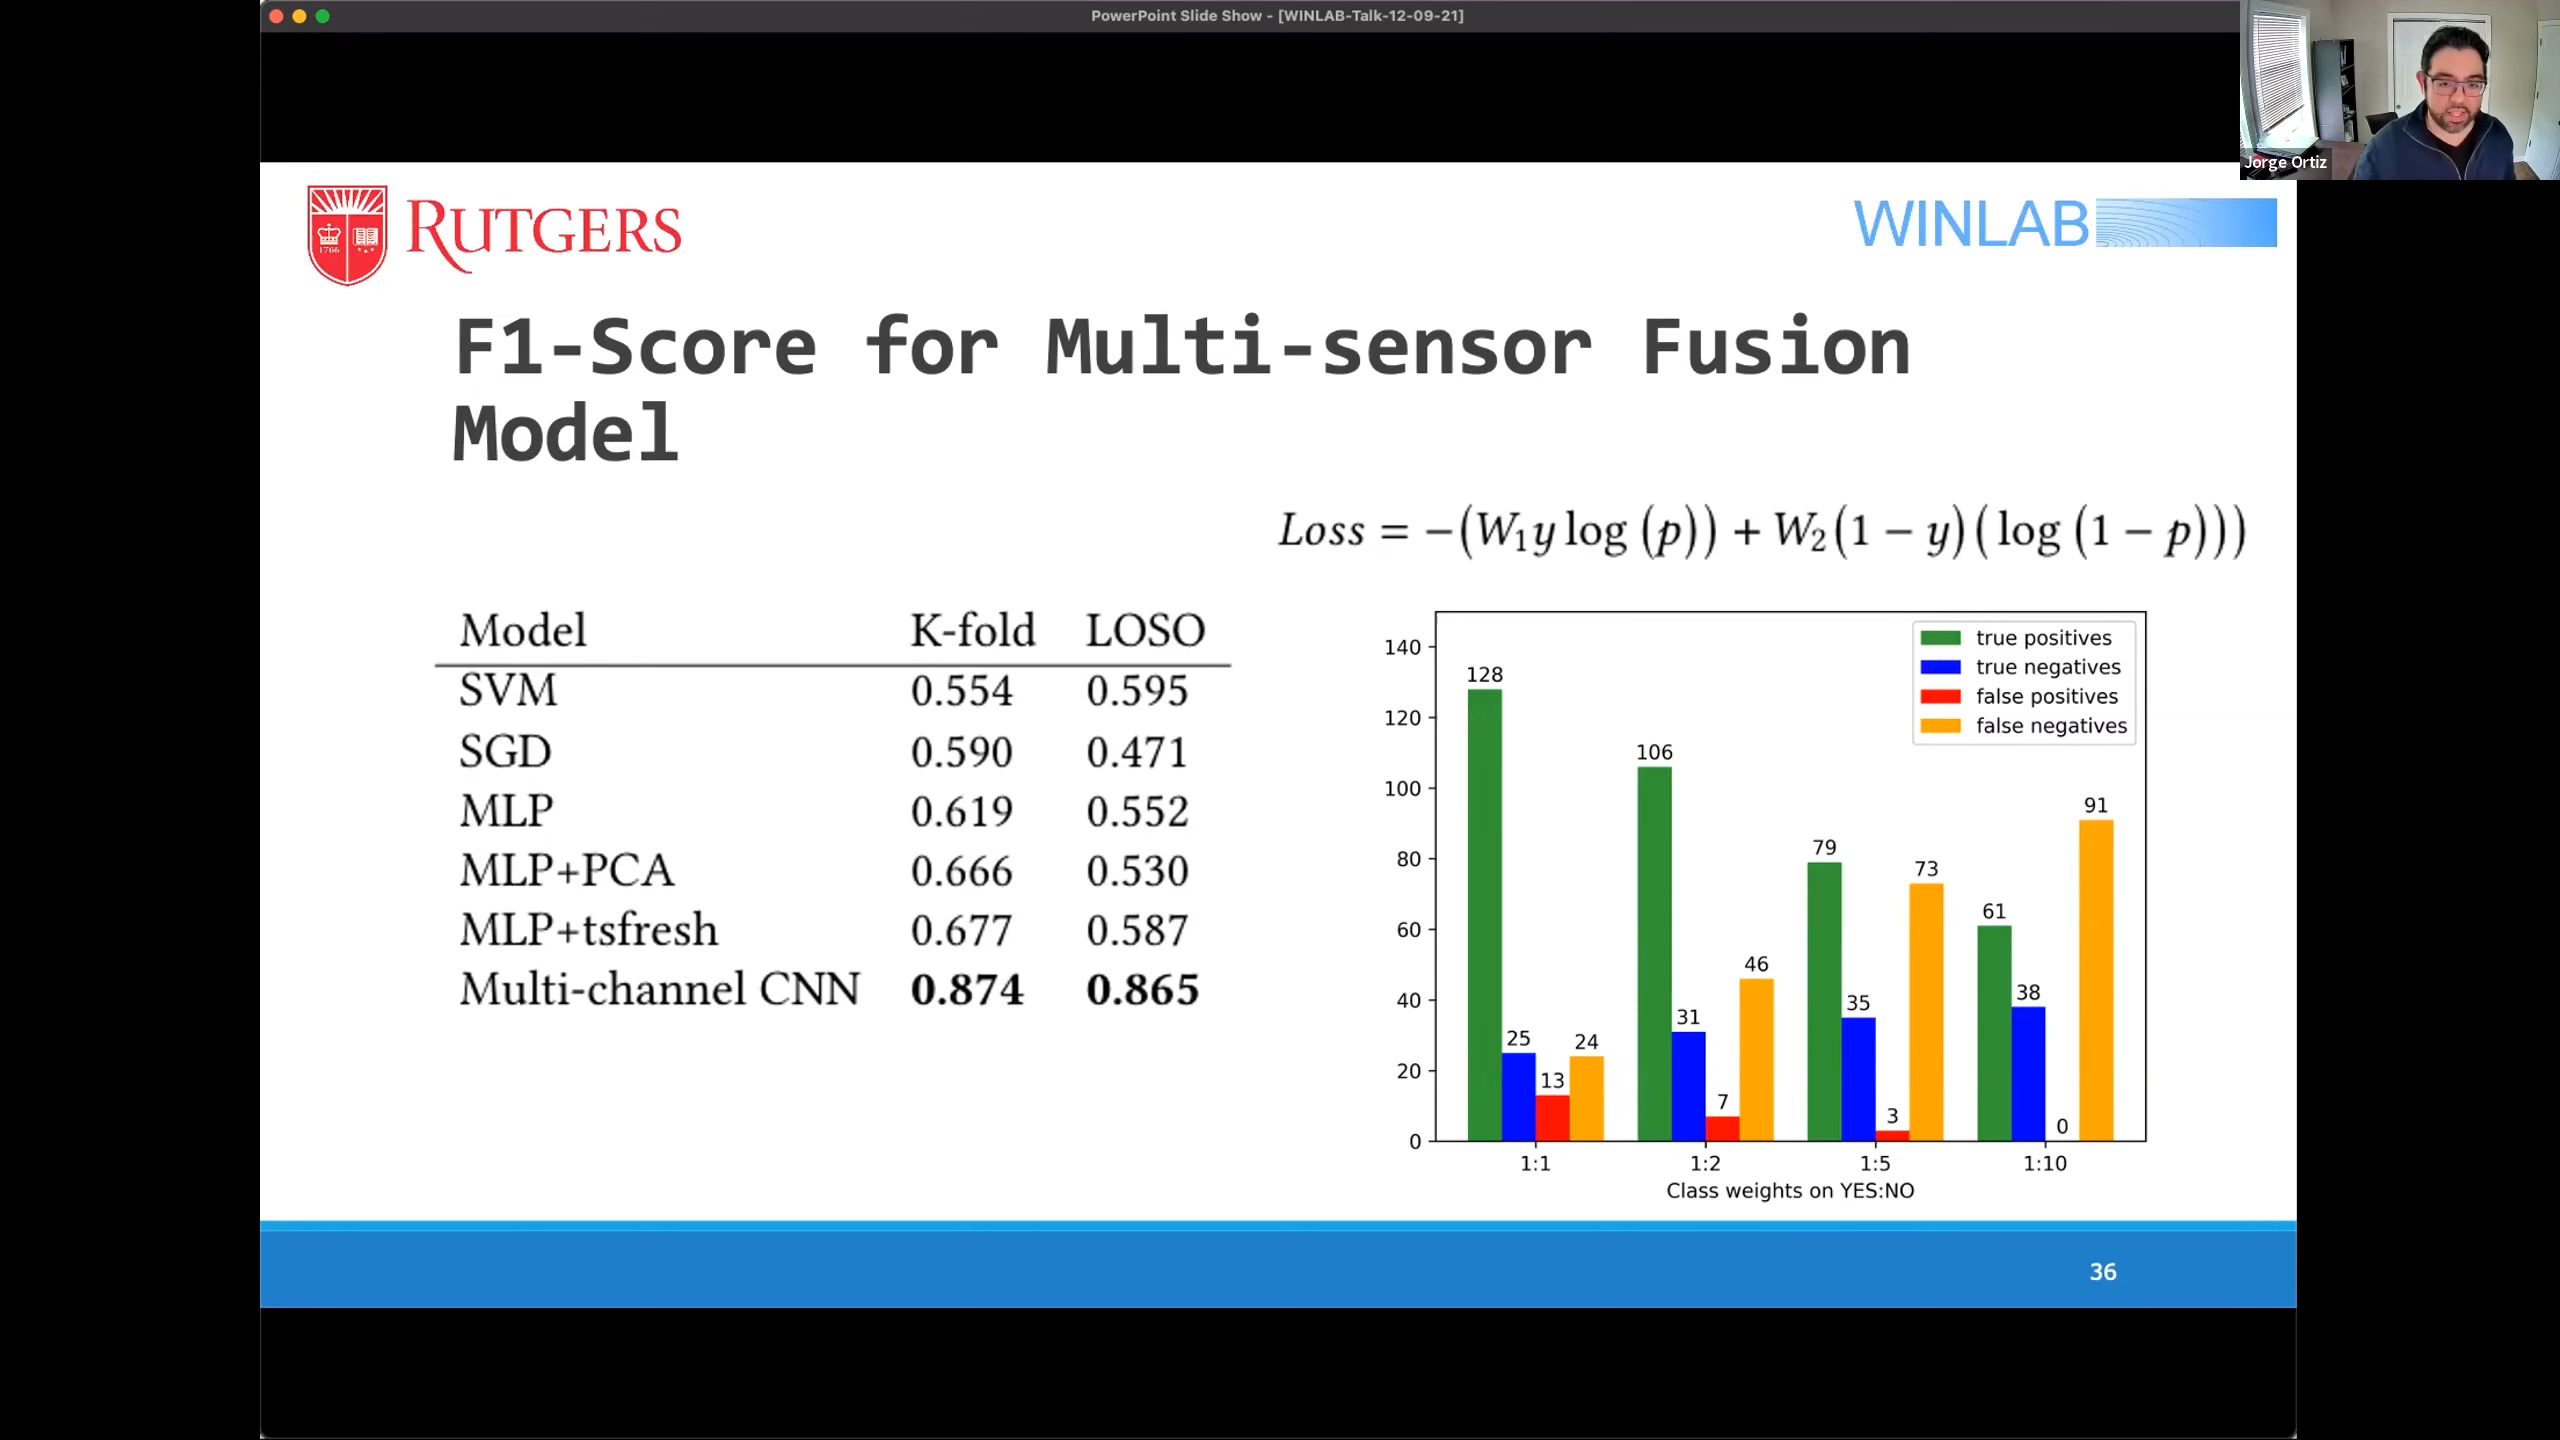 PowerPoint Slide Show - [WINLAB-Talk-12-09-21]
Jorge Ortiz
1766
RUTGERS
WINLAB
F1-Score for Multi-sensor Fusion
Model
Loss = −(W₁y log (p)) + W₂(1 − y)( log (1 − p)))
Model K-fold LOSO
SVM 0.554 0.595
SGD 0.590 0.471
MLP 0.619 0.552
MLP+PCA 0.666 0.530
MLP+tsfresh 0.677 0.587
Multi-channel CNN 0.874 0.865
true positives
true negatives
false positives
false negatives
140
120
100
80
60
40
20
0
128
25
13
24
106
31
7
46
79
35
3
73
61
38
0
91
1:1 1:2 1:5 1:10
Class weights on YES:NO
36